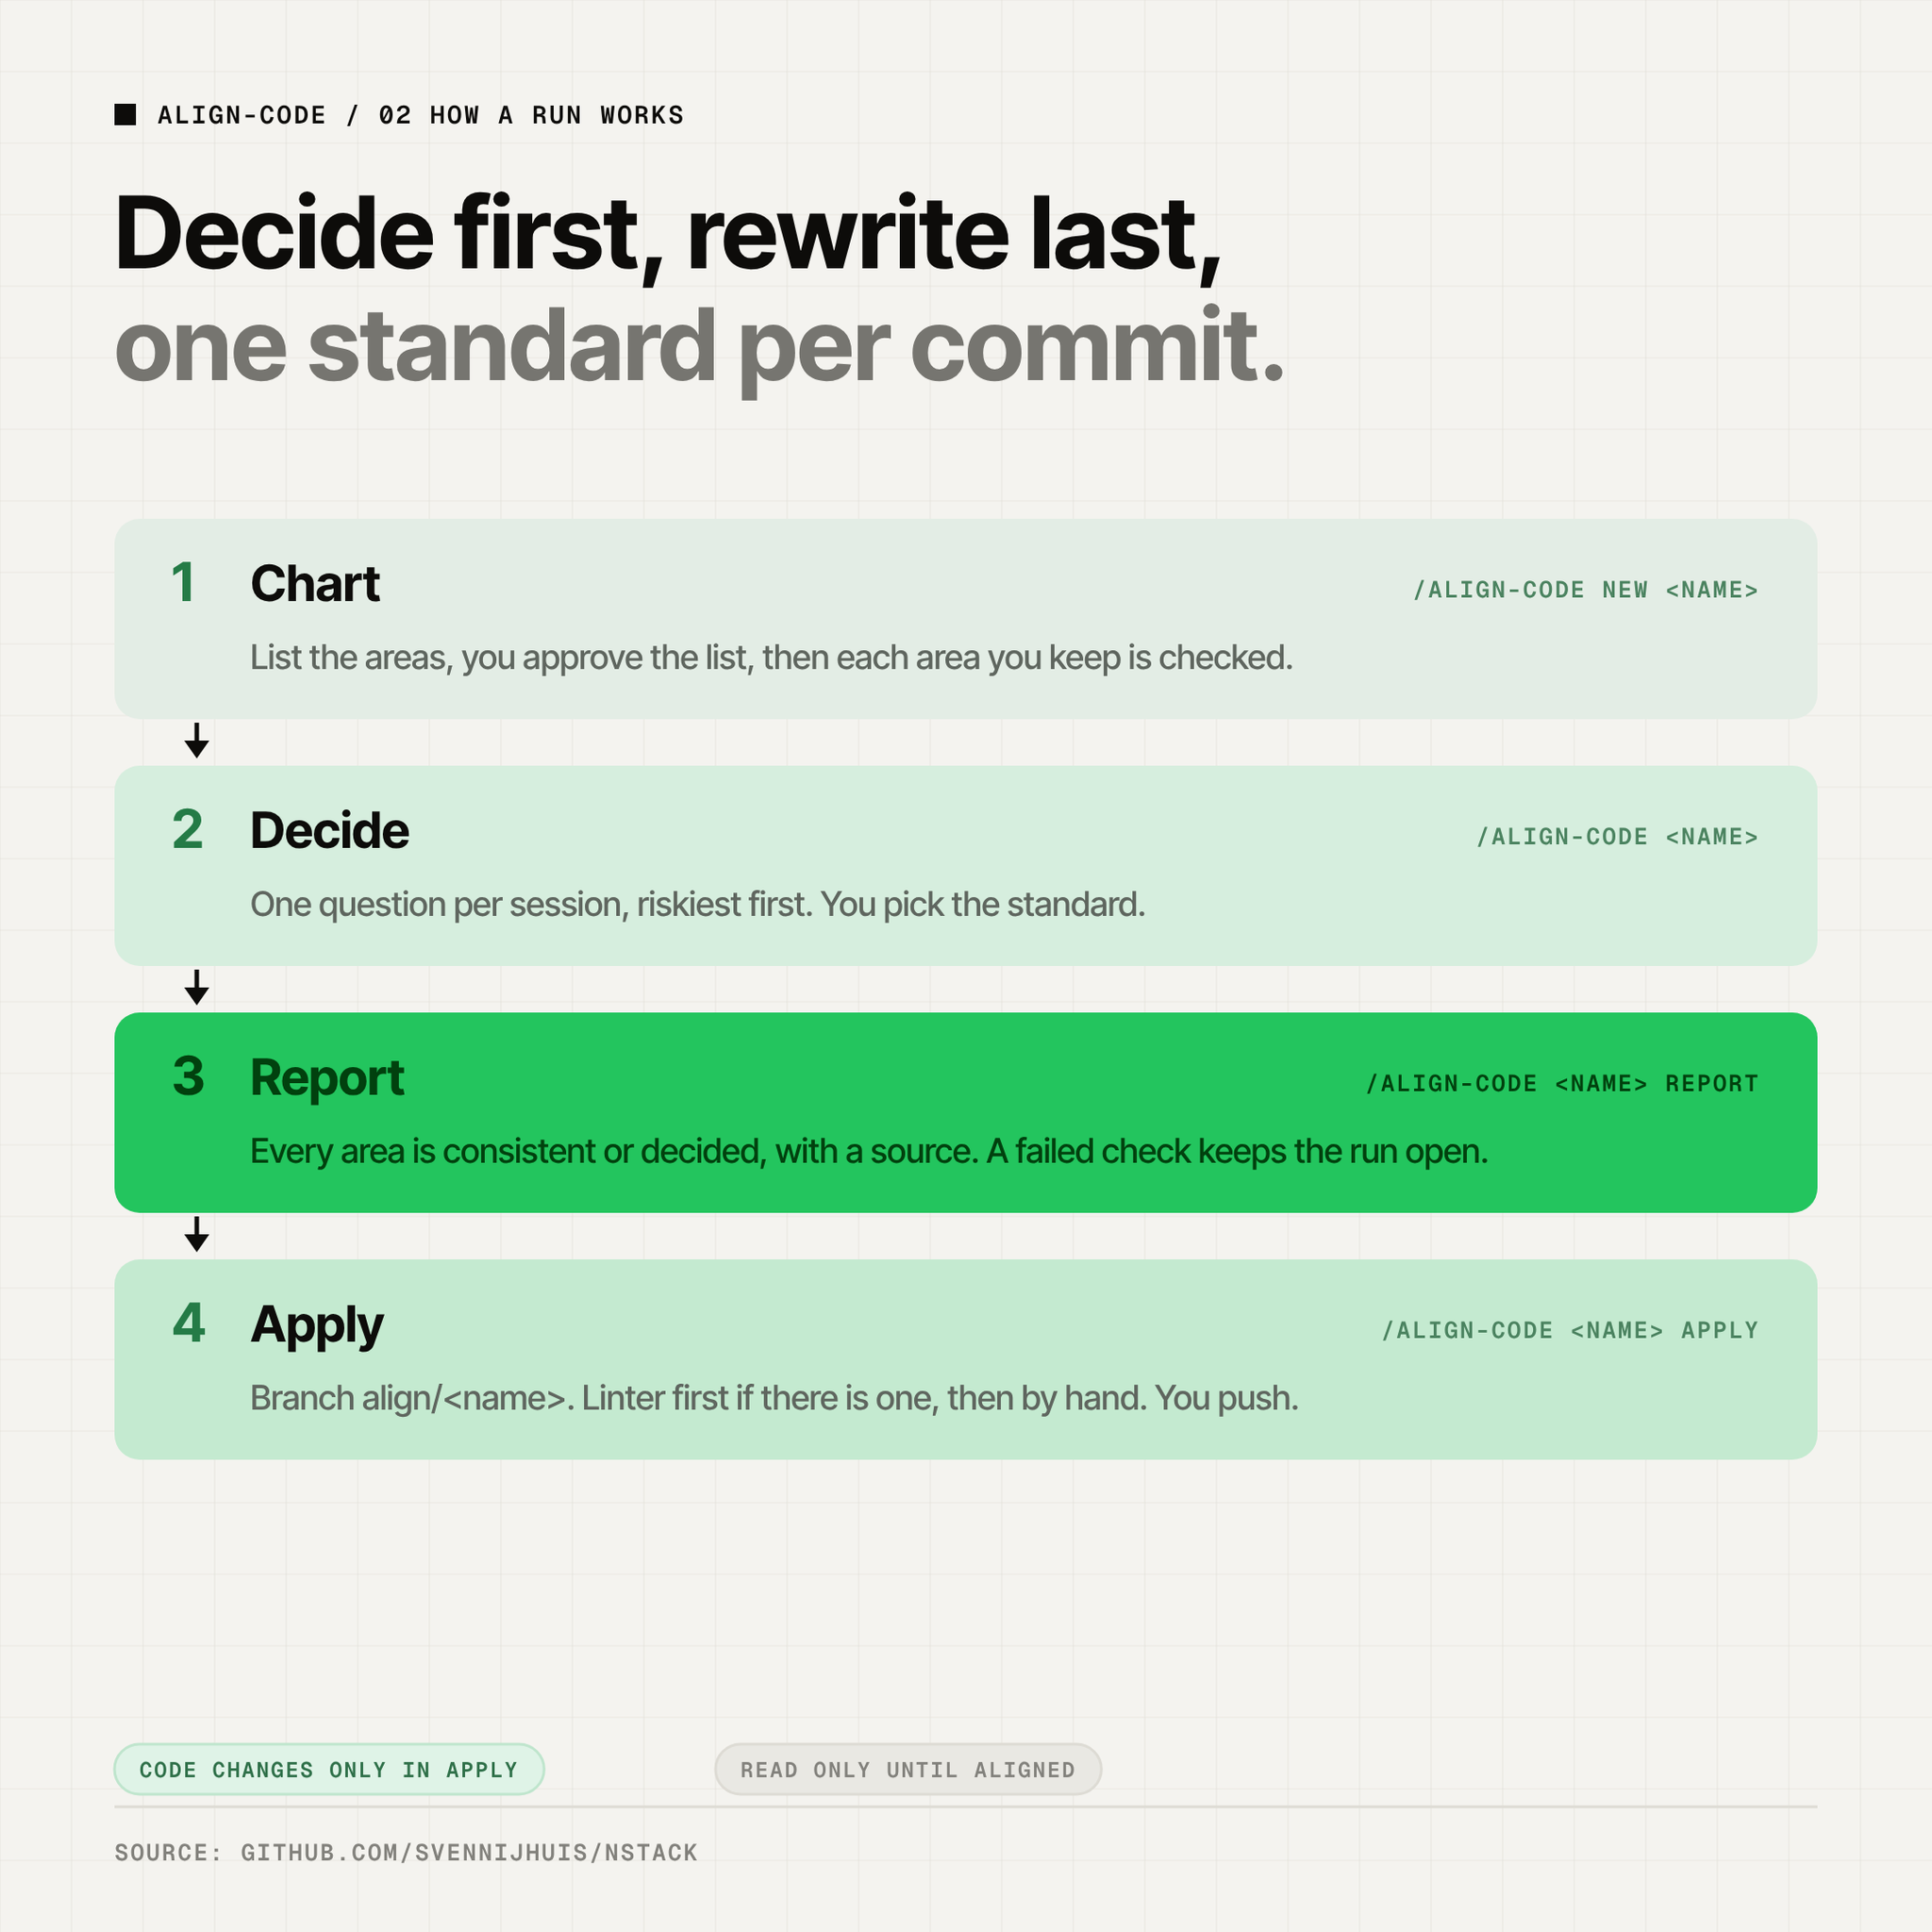 ALIGN-CODE / 02 HOW A RUN WORKS
Decide first, rewrite last,
one standard per commit.
1 Chart /ALIGN-CODE NEW <NAME>
List the areas, you approve the list, then each area you keep is checked.
2 Decide /ALIGN-CODE <NAME>
One question per session, riskiest first. You pick the standard.
3 Report /ALIGN-CODE <NAME> REPORT
Every area is consistent or decided, with a source. A failed check keeps the run open.
4 Apply /ALIGN-CODE <NAME> APPLY
Branch align/<name>. Linter first if there is one, then by hand. You push.
CODE CHANGES ONLY IN APPLY READ ONLY UNTIL ALIGNED
SOURCE: GITHUB.COM/SVENNIJHUIS/NSTACK